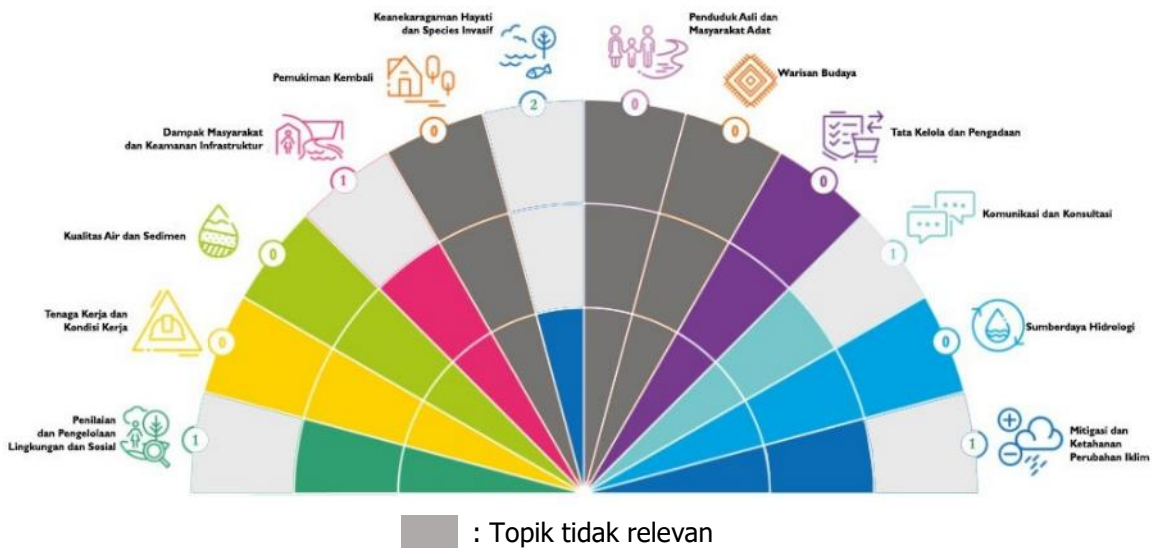 Keanekaragaman Hayati
dan Species Invasif
2
Penduduk Asli dan
Masyarakat Adat
0
Pemukiman Kembali
0
Warisan Budaya
0
Dampak Masyarakat
dan Keamanan Infrastruktur
1
Tata Kelola dan Pengadaan
0
Kualitas Air dan Sedimen
0
Komunikasi dan Konsultasi
1
Tenaga Kerja dan
Kondisi Kerja
0
Sumberdaya Hidrologi
0
Penilaian
dan Pengelolaan
Lingkungan dan Sosial
1
Mitigasi dan
Ketahanan
Perubahan Iklim
1
: Topik tidak relevan